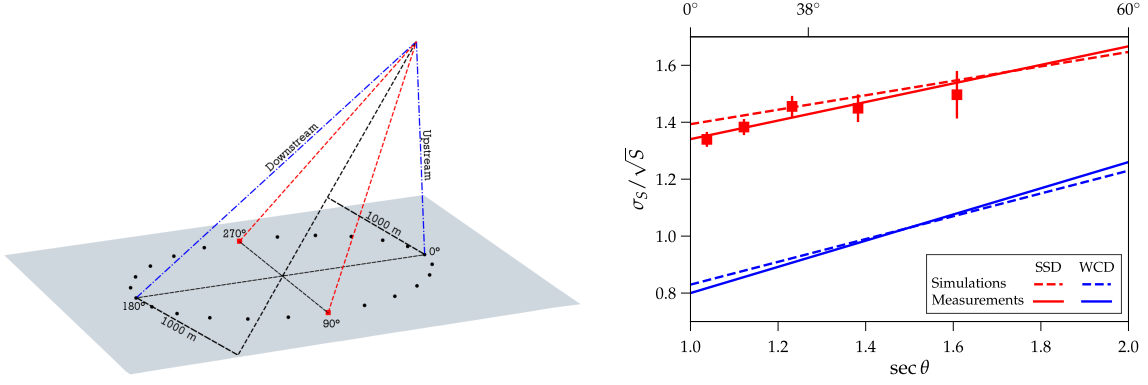 Downstream
Upstream
1000 m
270°
0°
180°
1000 m
90°
0°
38°
60°
1.6
1.4
1.2
1.0
0.8
σ_S / √S
SSD WCD
Simulations
Measurements
1.0 1.2 1.4 1.6 1.8 2.0
sec θ